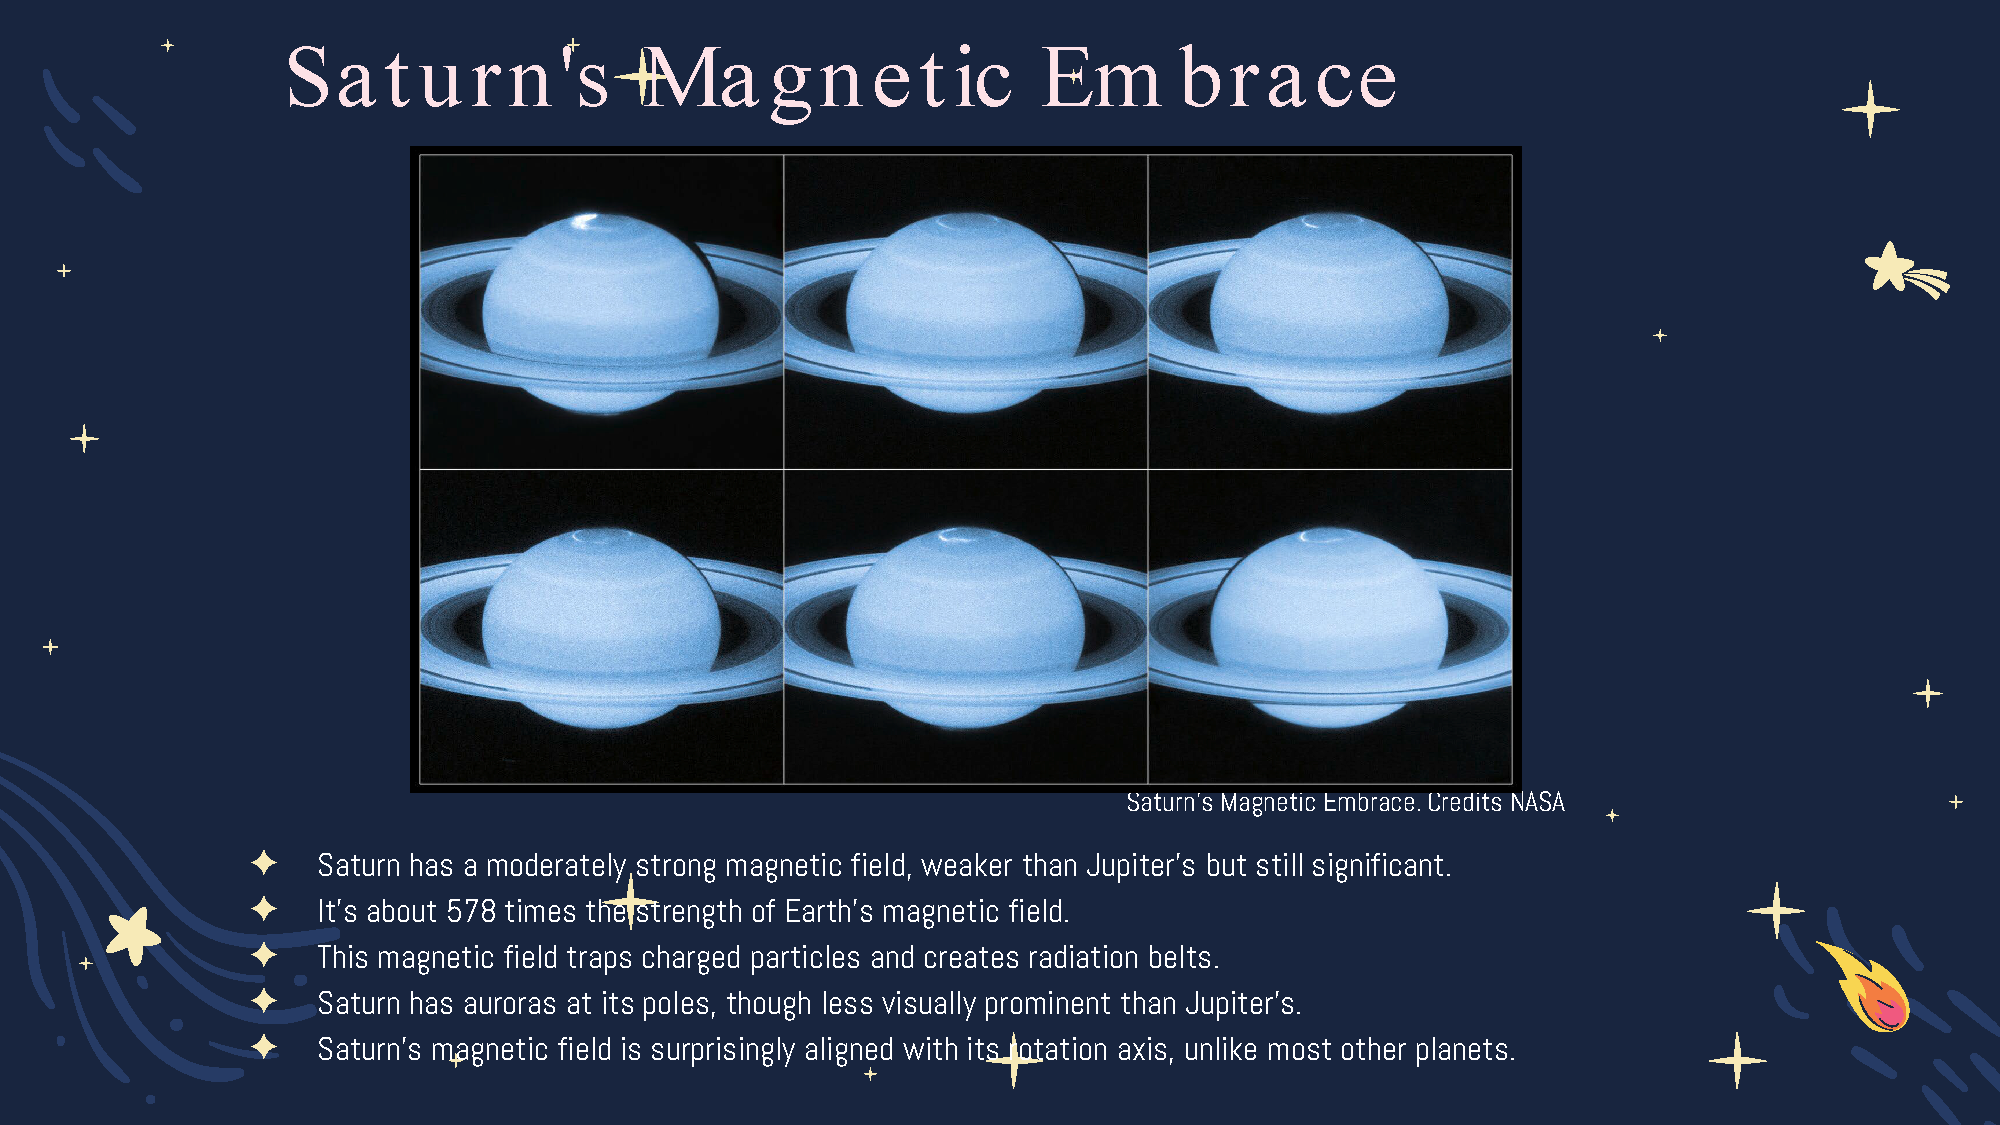 Saturn's Magnetic Embrace
Saturn's Magnetic Embrace. Credits NASA
Saturn has a moderately strong magnetic field, weaker than Jupiter's but still significant.
It's about 578 times the strength of Earth's magnetic field.
This magnetic field traps charged particles and creates radiation belts.
Saturn has auroras at its poles, though less visually prominent than Jupiter's.
Saturn's magnetic field is surprisingly aligned with its rotation axis, unlike most other planets.